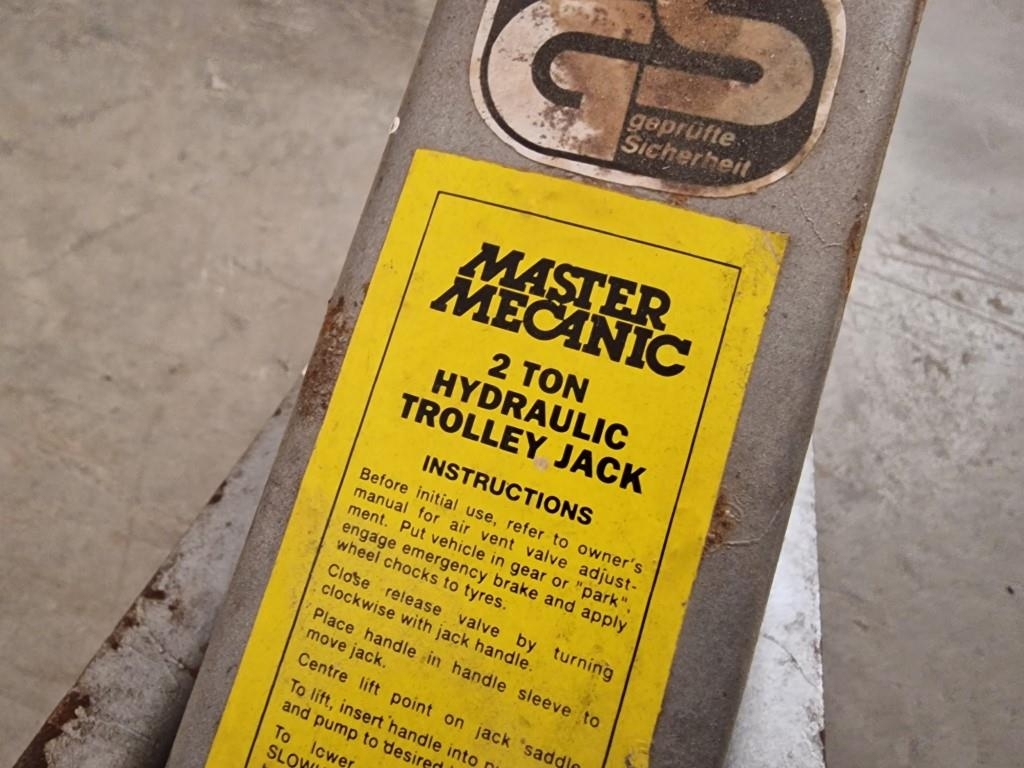 GS
geprüfte
Sicherheit
MASTER
MECANIC
2 TON
HYDRAULIC
TROLLEY JACK
INSTRUCTIONS
Before initial use, refer to owner's
manual for air vent valve adjust-
ment. Put vehicle in gear or "park",
engage emergency brake and apply
wheel chocks to tyres.
Close release valve by turning
clockwise with jack handle.
Place handle in handle sleeve to
move jack.
Centre lift point on jack saddle
To lift, insert handle into
and pump to desired
To lower